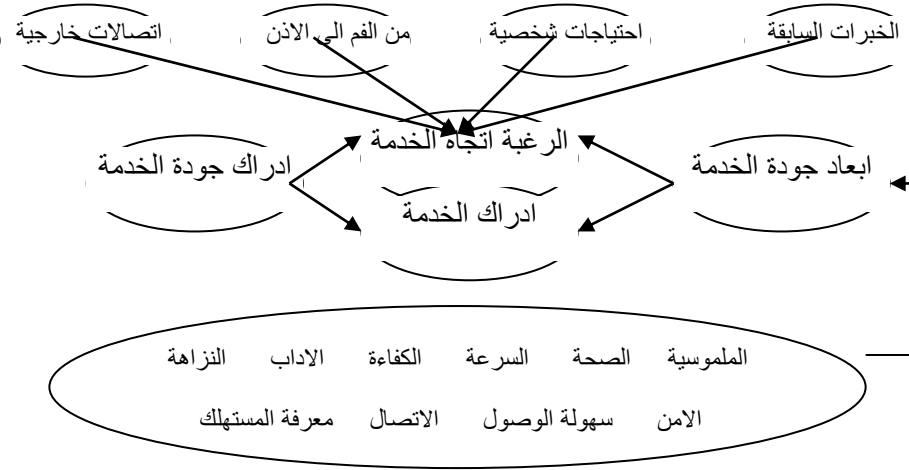 الخبرات السابقة
احتياجات شخصية
من الفم الى الاذن
اتصالات خارجية
الرغبة اتجاه الخدمة
ابعاد جودة الخدمة
ادراك جودة الخدمة
ادراك الخدمة
الملموسية الصحة السرعة الكفاءة الاداب النزاهة
الامن سهولة الوصول الاتصال معرفة المستهلك